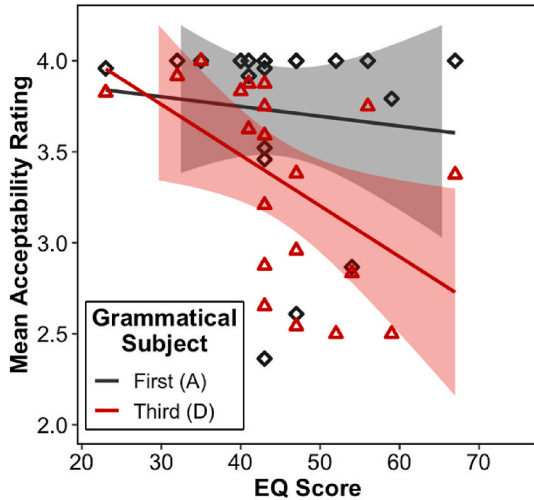 Mean Acceptability Rating
4.0
3.5
3.0
2.5
2.0
Grammatical
Subject
First (A)
Third (D)
20 30 40 50 60 70
EQ Score